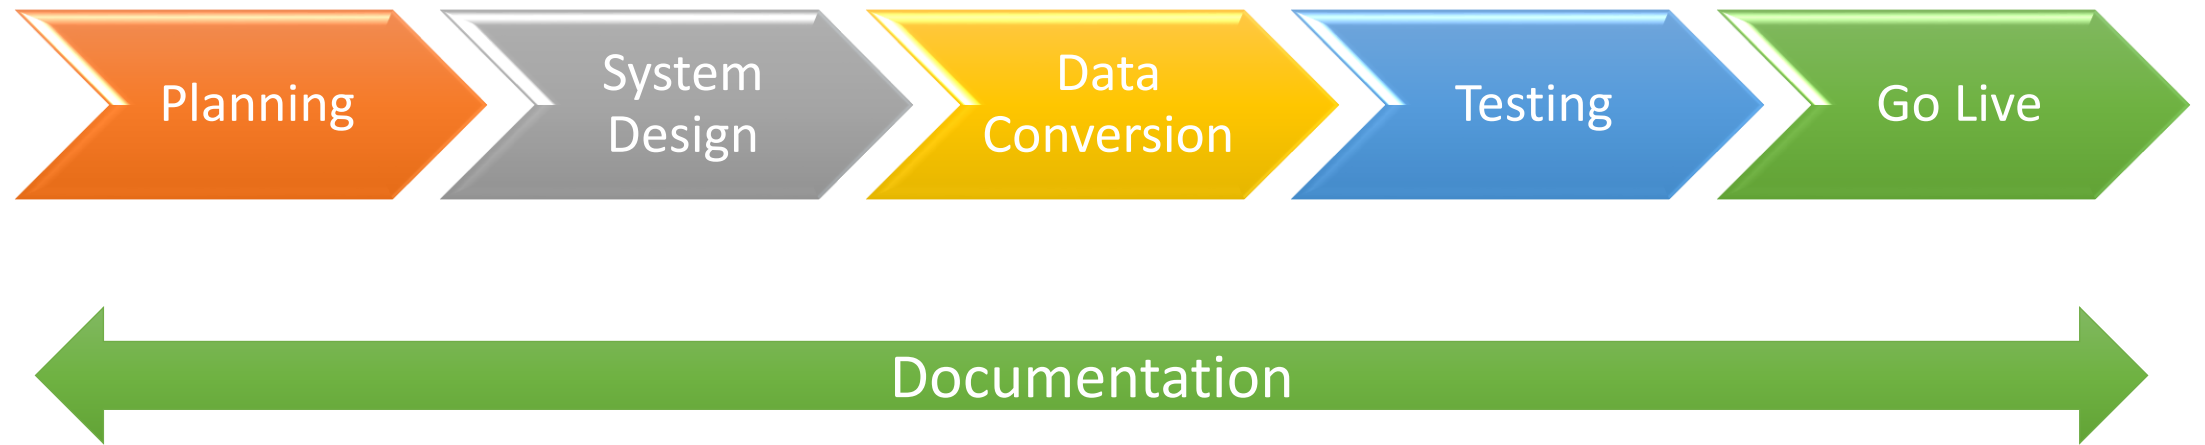 Planning
System
Design
Data
Conversion
Testing
Go Live
Documentation